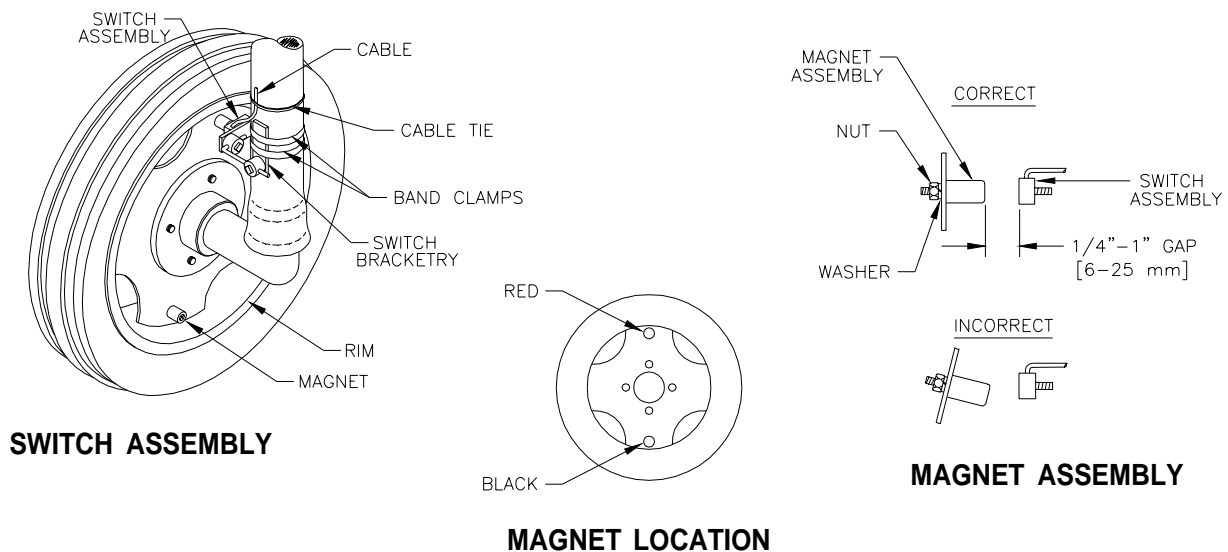 SWITCH
ASSEMBLY
CABLE
CABLE TIE
BAND CLAMPS
SWITCH
BRACKETRY
RIM
MAGNET
SWITCH ASSEMBLY
RED
BLACK
MAGNET LOCATION
MAGNET
ASSEMBLY
CORRECT
NUT
SWITCH
ASSEMBLY
WASHER
1/4"-1" GAP
[6-25 mm]
INCORRECT
MAGNET ASSEMBLY